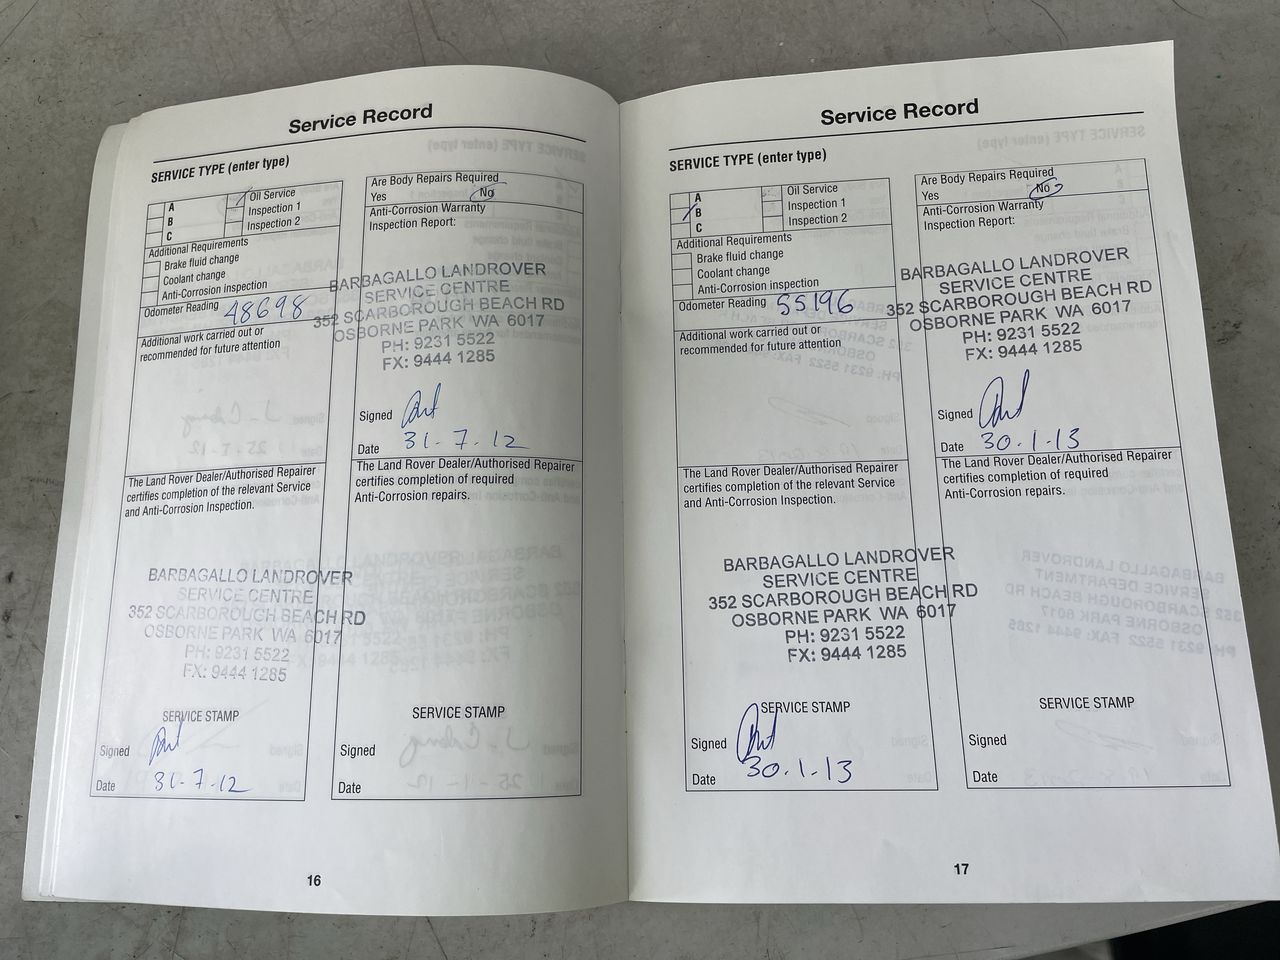 Service Record
SERVICE TYPE (enter type)
A
B
C
Oil Service
Inspection 1
Inspection 2
Additional Requirements
Brake fluid change
Coolant change
Anti-Corrosion inspection
Odometer Reading 48698
Additional work carried out or
recommended for future attention
The Land Rover Dealer/Authorised Repairer
certifies completion of the relevant Service
and Anti-Corrosion Inspection.
BARBAGALLO LANDROVER
SERVICE CENTRE
352 SCARBOROUGH BEACH RD
OSBORNE PARK WA 6017
PH: 9231 5522
FX: 9444 1285
SERVICE STAMP
Signed
Date 31-7.12
Are Body Repairs Required
Yes No
Anti-Corrosion Warranty
Inspection Report:
BARBAGALLO LANDROVER
SERVICE CENTRE
352 SCARBOROUGH BEACH RD
OSBORNE PARK WA 6017
PH: 9231 5522
FX: 9444 1285
Signed
Date 31-7.12
The Land Rover Dealer/Authorised Repairer
certifies completion of required
Anti-Corrosion repairs.
SERVICE STAMP
Signed
Date
16
Service Record
SERVICE TYPE (enter type)
A
B
C
Oil Service
Inspection 1
Inspection 2
Additional Requirements
Brake fluid change
Coolant change
Anti-Corrosion inspection
Odometer Reading 55196
Additional work carried out or
recommended for future attention
The Land Rover Dealer/Authorised Repairer
certifies completion of the relevant Service
and Anti-Corrosion Inspection.
BARBAGALLO LANDROVER
SERVICE CENTRE
352 SCARBOROUGH BEACH RD
OSBORNE PARK WA 6017
PH: 9231 5522
FX: 9444 1285
SERVICE STAMP
Signed
Date 30.1.13
Are Body Repairs Required
Yes No
Anti-Corrosion Warranty
Inspection Report:
BARBAGALLO LANDROVER
SERVICE CENTRE
352 SCARBOROUGH BEACH RD
OSBORNE PARK WA 6017
PH: 9231 5522
FX: 9444 1285
Signed
Date 30.1.13
The Land Rover Dealer/Authorised Repairer
certifies completion of required
Anti-Corrosion repairs.
SERVICE STAMP
Signed
Date
17